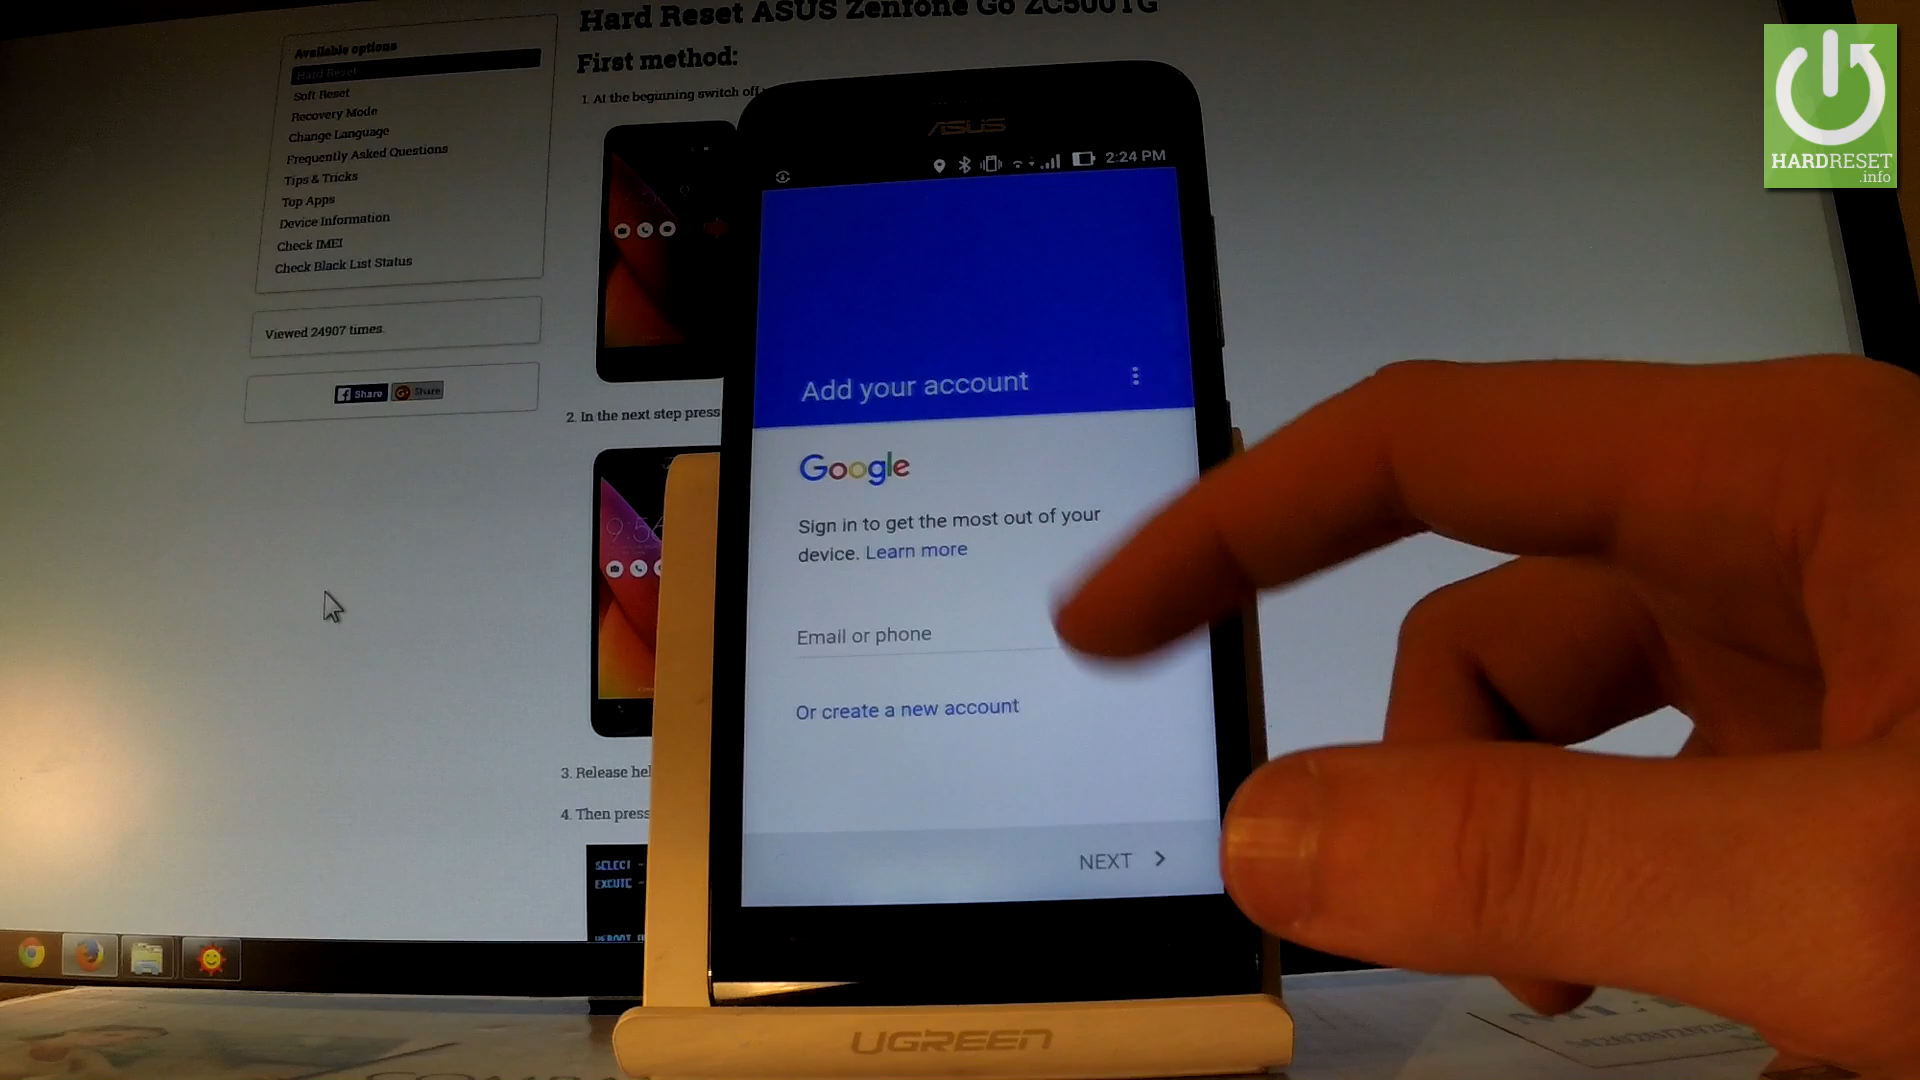 Hard Reset ASUS Zenfone Go ZC500TG
First method:
1. At the beginning switch off
2. In the next step press
3. Release
4. Then press
SELECT -
EXCUTE -
Available options
Hard Reset
Soft Reset
Recovery Mode
Change Language
Frequently Asked Questions
Tips & Tricks
Top Apps
Device Information
Check IMEI
Check Black List Status
Viewed 24907 times.
Share
Share
ASUS
2:24 PM
Add your account
Google
Sign in to get the most out of your
device. Learn more
Email or phone
Or create a new account
NEXT
UGREEN
HARDRESET
.info